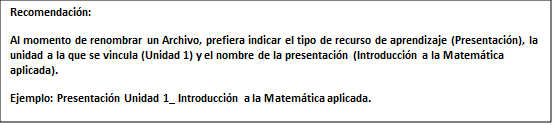 Recomendación:
Al momento de renombrar un Archivo, prefiera indicar el tipo de recurso de aprendizaje (Presentación), la
unidad a la que se vincula (Unidad 1) y el nombre de la presentación (Introducción a la Matemática
aplicada).
Ejemplo: Presentación Unidad 1_ Introducción a la Matemática aplicada.